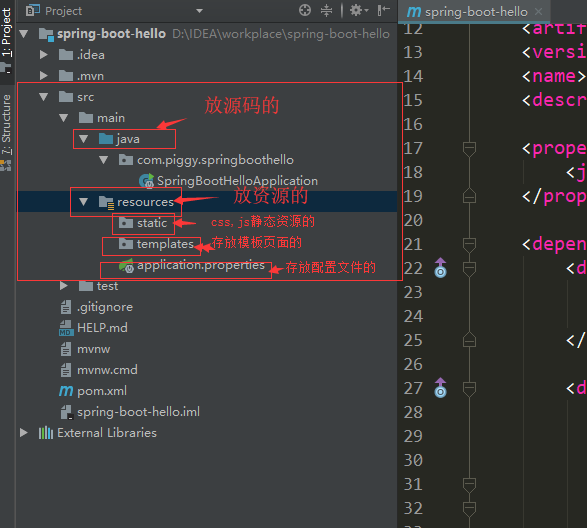 Project
spring-boot-hello
1: Project
7: Structure
spring-boot-hello D:\IDEA\workplace\spring-boot-hello
.idea
.mvn
src
放源码的
main
java
com.piggy.springboothello
SpringBootHelloApplication
resources
放资源的
static
css,js静态资源的
templates
存放模板页面的
application.properties
存放配置文件的
test
.gitignore
HELP.md
mvnw
mvnw.cmd
pom.xml
spring-boot-hello.iml
External Libraries
12 <artif
13 <versi
14 <name>
15 <descr
16
17 <prope
18 <j
19 </prop
20
21 <depen
22 <d
23
24
25 </
26
27 <d
28
29
30
31
32